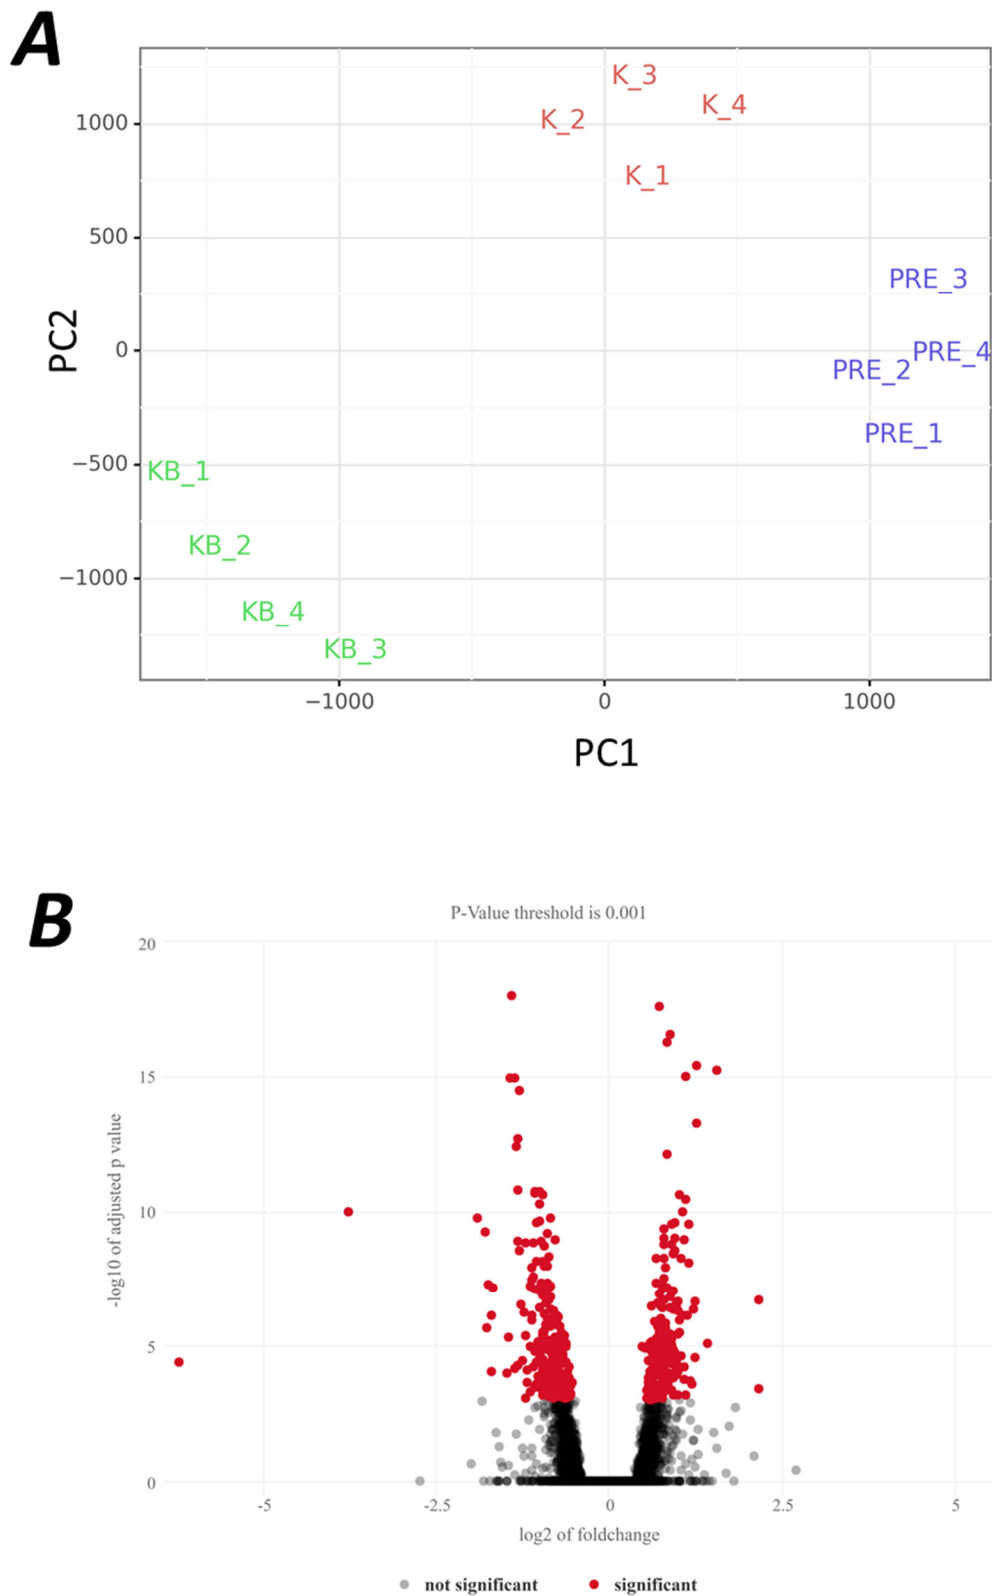 A
K_3
K_4
K_2
1000
K_1
500
PRE_3
PC2
0
PRE_4
PRE_2
PRE_1
−500
KB_1
KB_2
−1000
KB_4
KB_3
−1000 0 1000
PC1
B
P-Value threshold is 0.001
20
15
-log10 of adjusted p value
10
5
0
-5 -2.5 0 2.5 5
log2 of foldchange
not significant significant